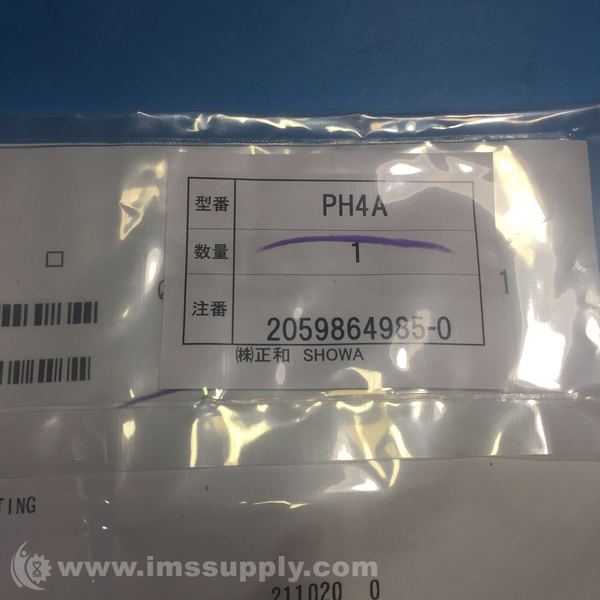 型番 PH4A
数量 1
注番 2059864985-0
㈱正和 SHOWA
1
TING
211020 0
www.imssupply.com